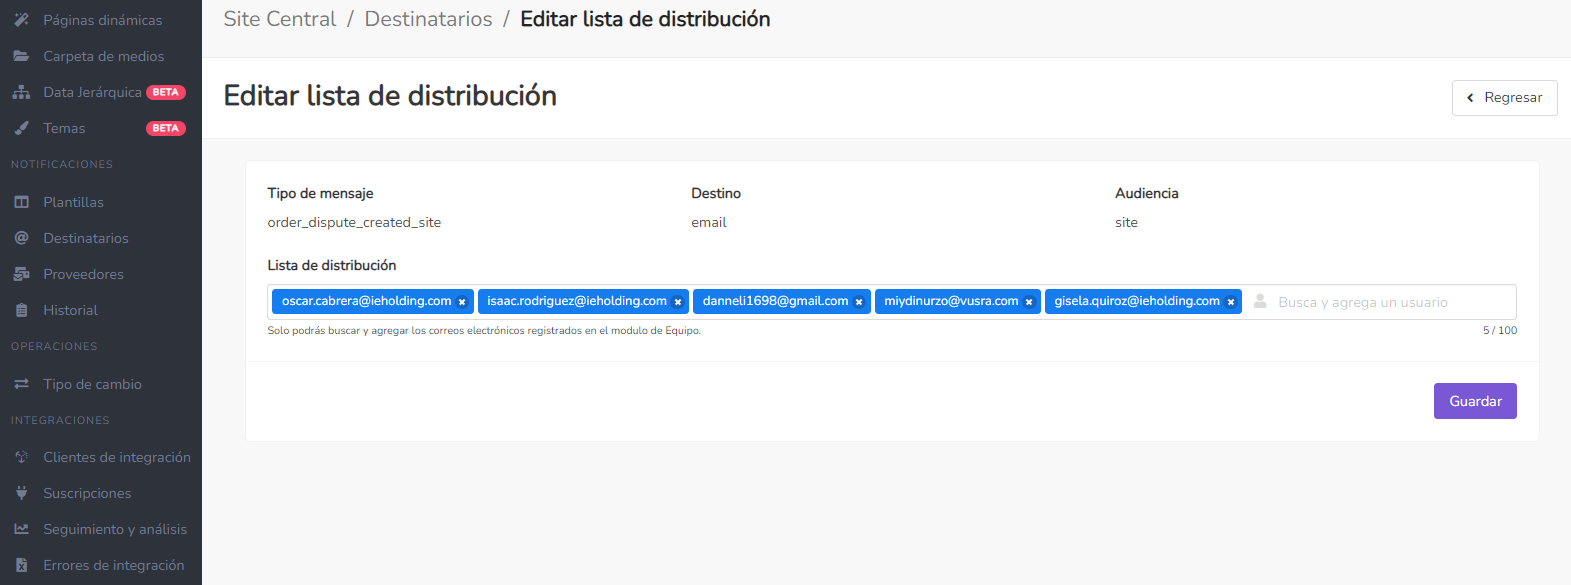 Páginas dinámicas
Carpeta de medios
Data Jerárquica BETA
Temas BETA
NOTIFICACIONES
Plantillas
Destinatarios
Proveedores
Historial
OPERACIONES
Tipo de cambio
INTEGRACIONES
Clientes de integración
Suscripciones
Seguimiento y análisis
Errores de integración
Site Central / Destinatarios / Editar lista de distribución
Editar lista de distribución
Regresar
Tipo de mensaje
order_dispute_created_site
Destino
email
Audiencia
site
Lista de distribución
oscar.cabrera@ieholding.com isaac.rodriguez@ieholding.com danneli1698@gmail.com miydinurzo@vusra.com gisela.quiroz@ieholding.com Busca y agrega un usuario
Solo podrás buscar y agregar los correos electrónicos registrados en el modulo de Equipo. 5 / 100
Guardar